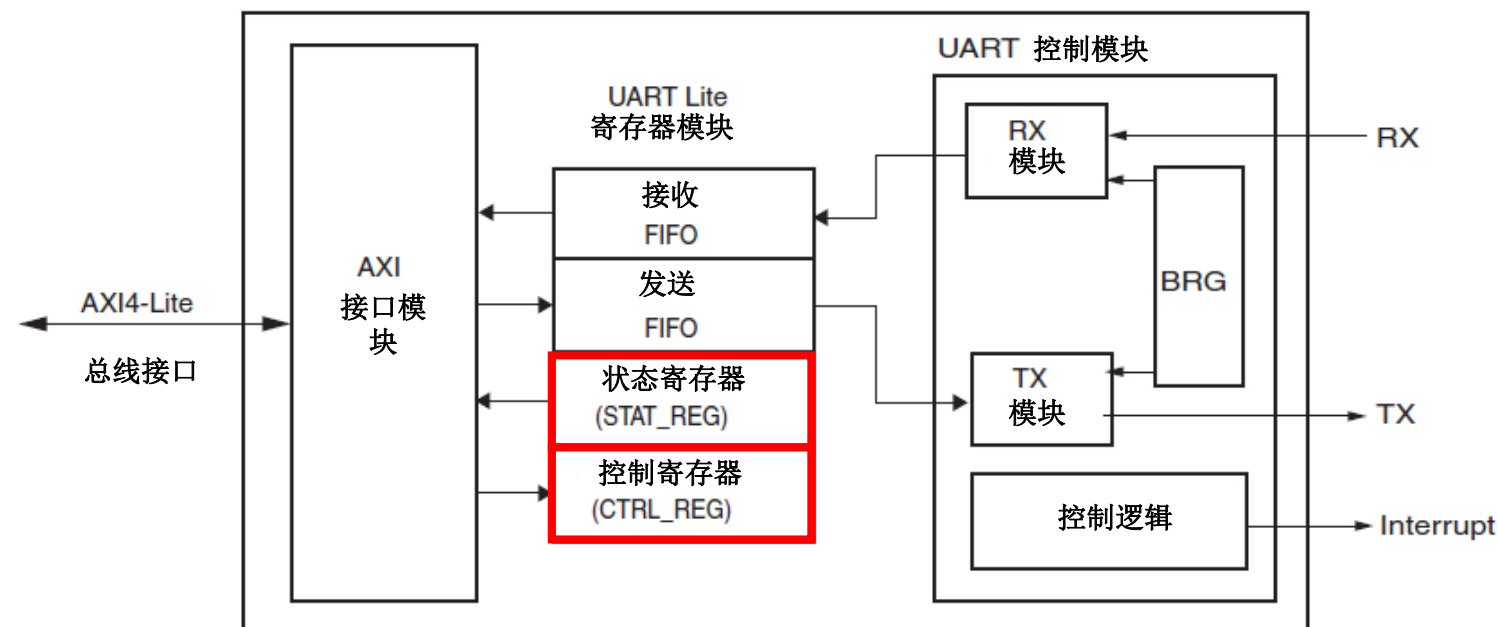 AXI4-Lite
总线接口
AXI
接口模
块
UART Lite
寄存器模块
接收
FIFO
发送
FIFO
状态寄存器
(STAT_REG)
控制寄存器
(CTRL_REG)
UART 控制模块
RX
模块
BRG
TX
模块
控制逻辑
RX
TX
Interrupt